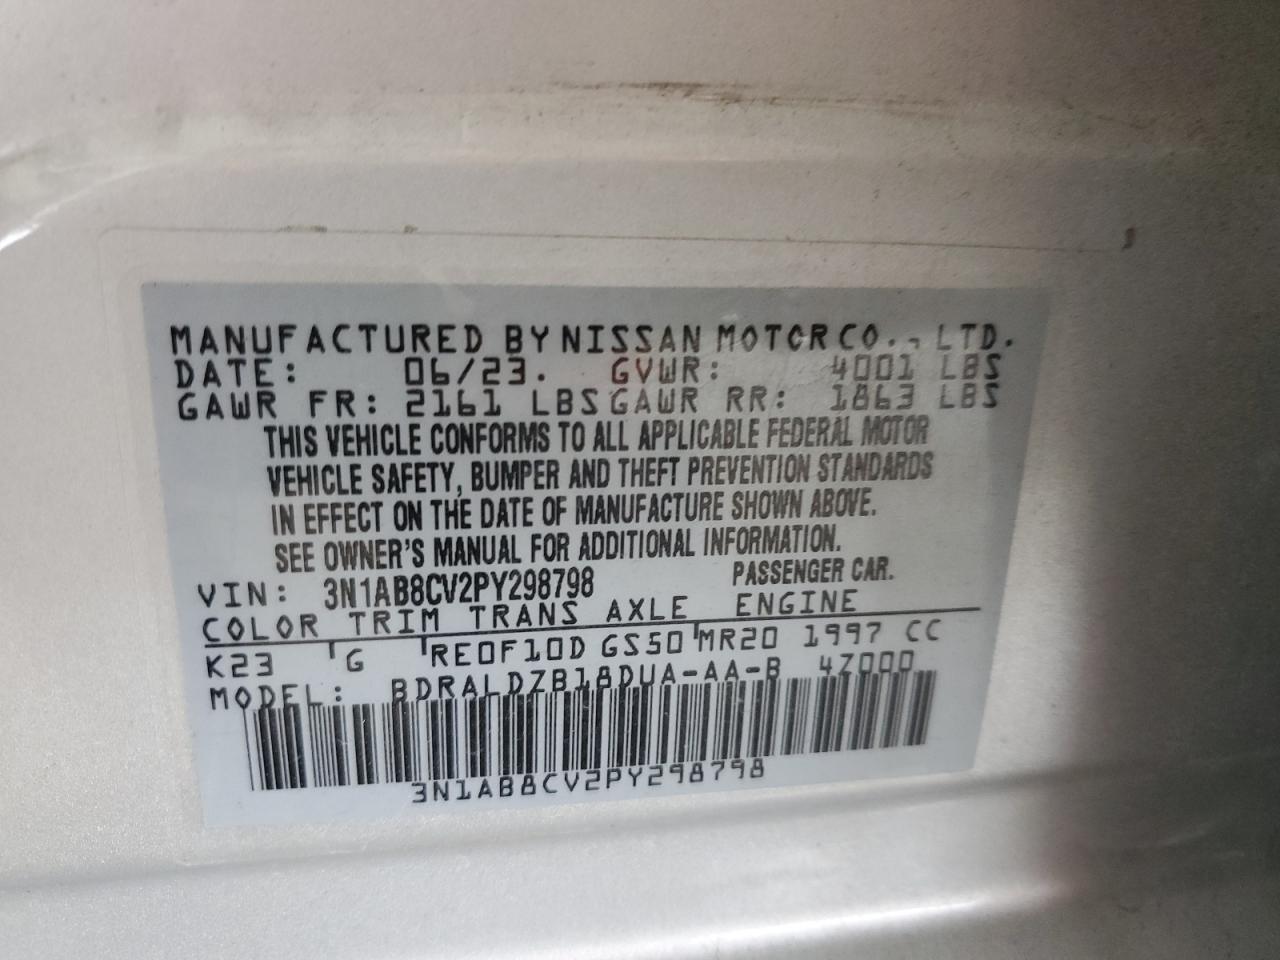 MANUFACTURED BY NISSAN MOTOR CO., LTD.
DATE: 06/23. GVWR: 4001 LBS
GAWR FR: 2161 LBS GAWR RR: 1863 LBS
THIS VEHICLE CONFORMS TO ALL APPLICABLE FEDERAL MOTOR
VEHICLE SAFETY, BUMPER AND THEFT PREVENTION STANDARDS
IN EFFECT ON THE DATE OF MANUFACTURE SHOWN ABOVE.
SEE OWNER'S MANUAL FOR ADDITIONAL INFORMATION.
VIN: 3N1AB8CV2PY298798 PASSENGER CAR.
COLOR TRIM TRANS AXLE ENGINE
K23 G RE0F10D GS50 MR20 1997 CC
MODEL: BDRALDZB18DUA-AA-B 4Z000
3N1AB8CV2PY298798